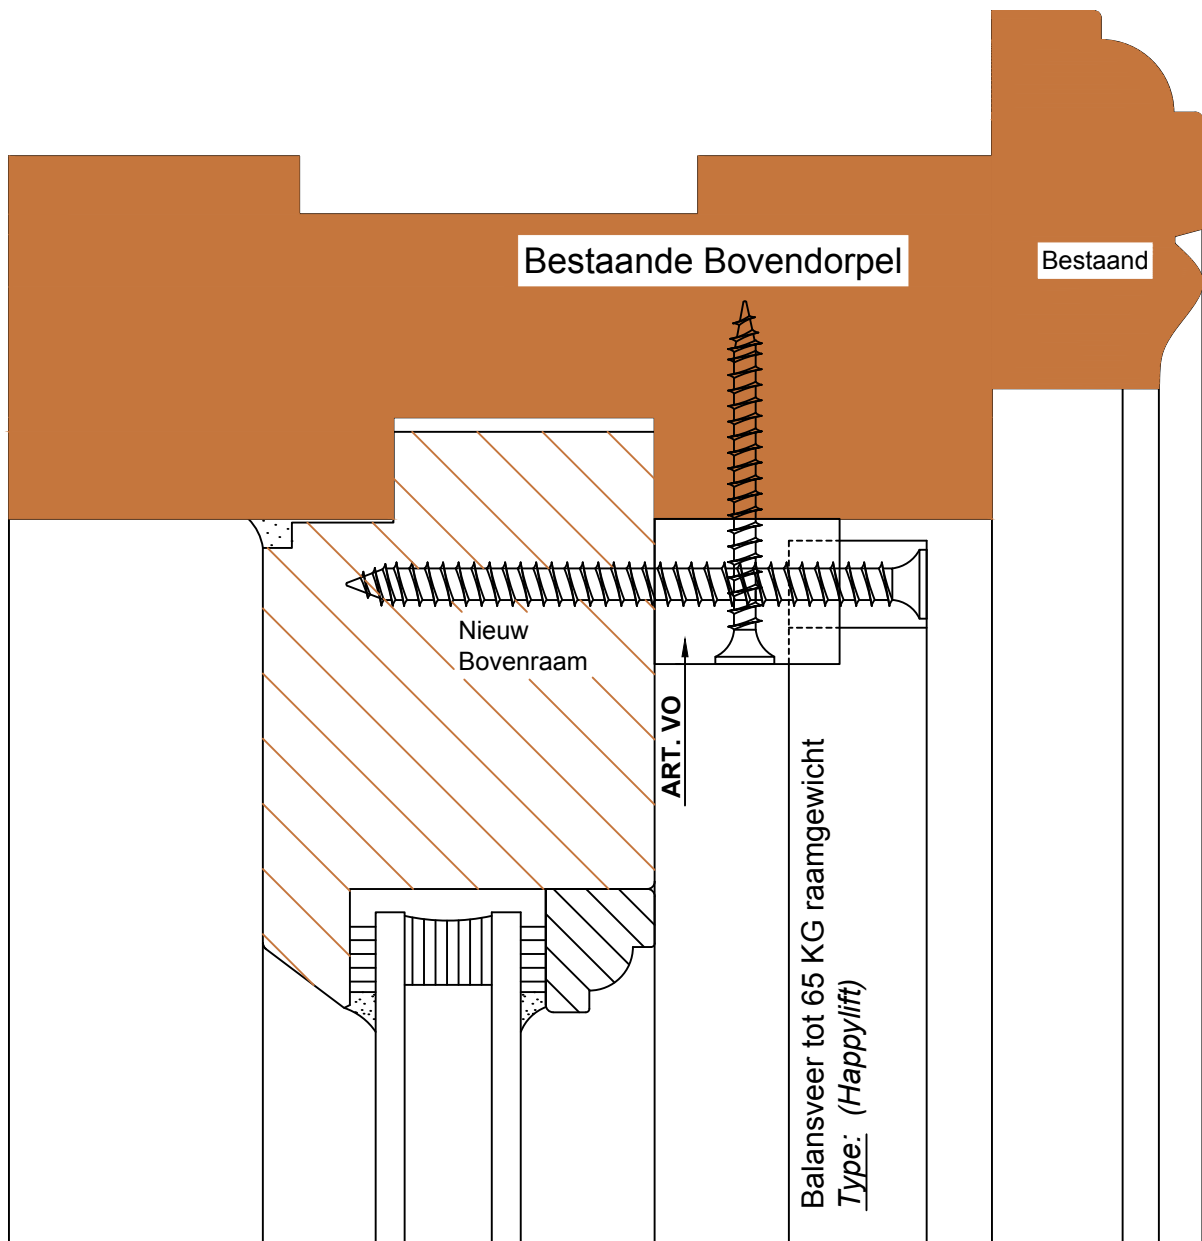 Bestaande Bovendorpel
Bestaand
Nieuw
Bovenraam
ART. VO
Balansveer tot 65 KG raamgewicht
Type: (Happylift)